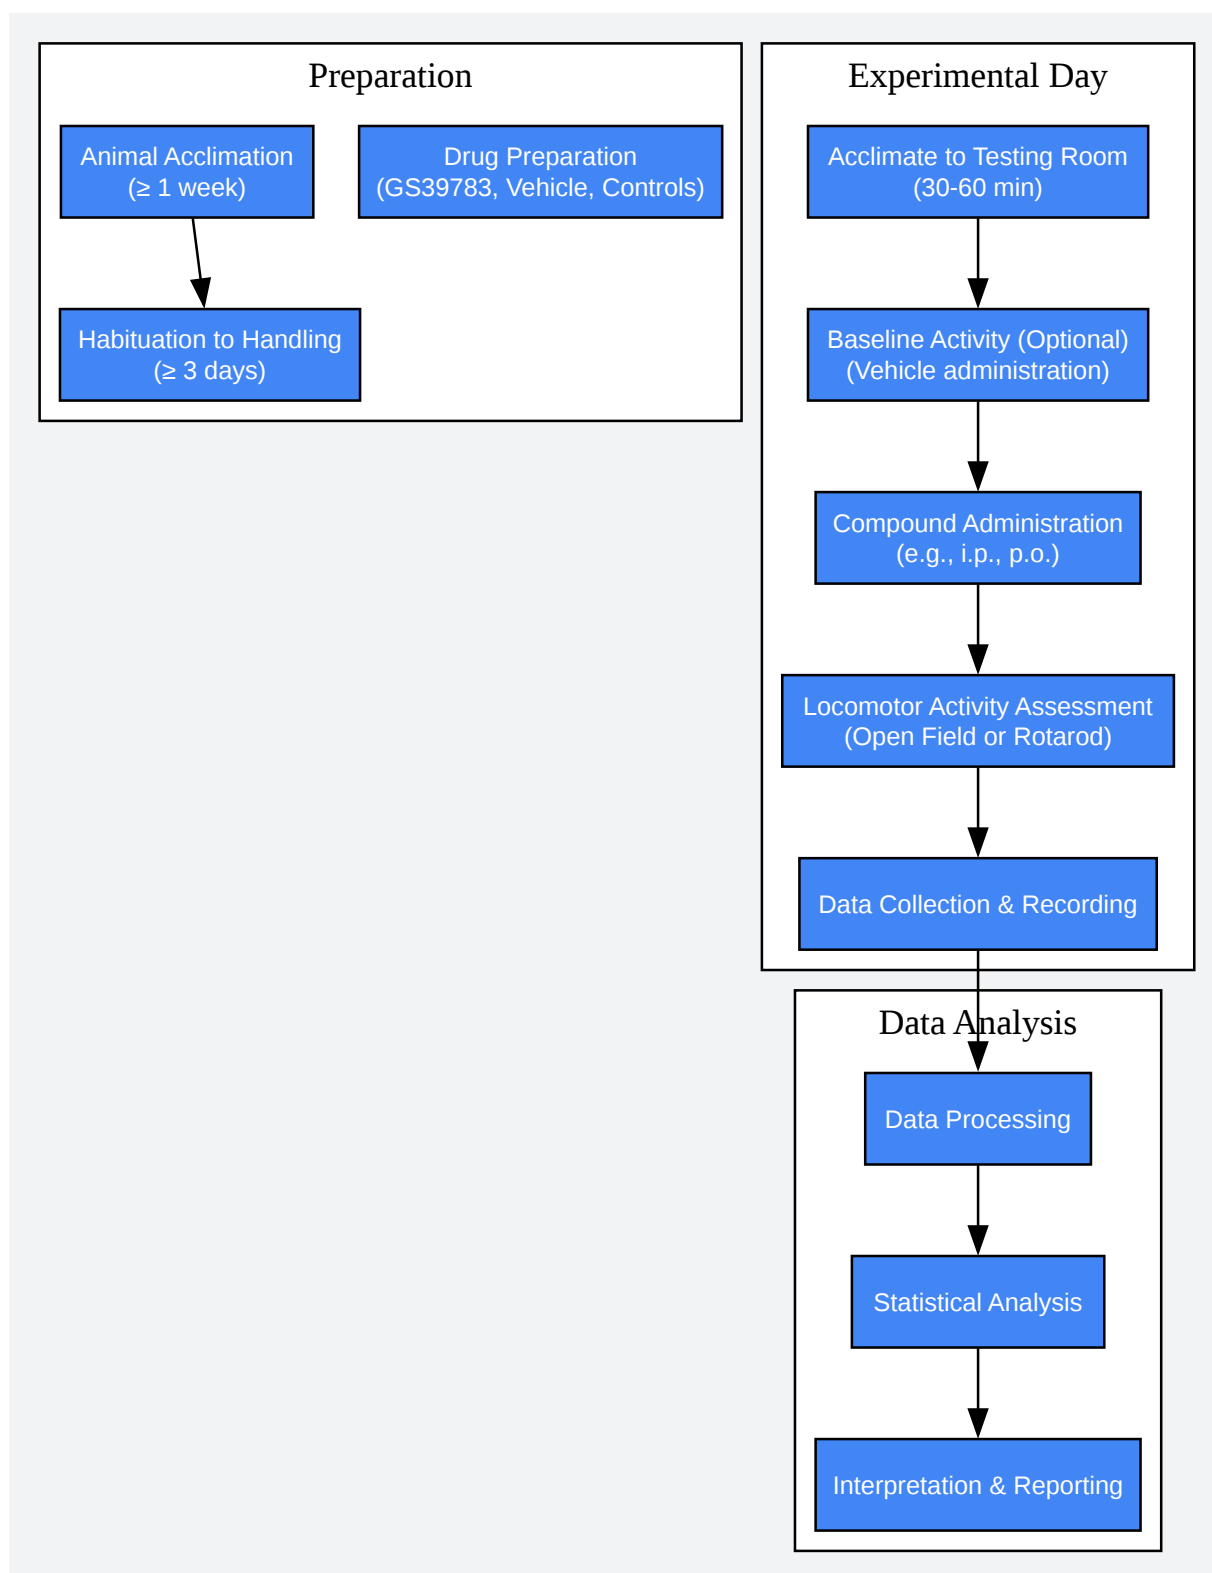 Preparation
Animal Acclimation
(≥ 1 week)
Drug Preparation
(GS39783, Vehicle, Controls)
Habituation to Handling
(≥ 3 days)
Experimental Day
Acclimate to Testing Room
(30-60 min)
Baseline Activity (Optional)
(Vehicle administration)
Compound Administration
(e.g., i.p., p.o.)
Locomotor Activity Assessment
(Open Field or Rotarod)
Data Collection & Recording
Data Analysis
Data Processing
Statistical Analysis
Interpretation & Reporting